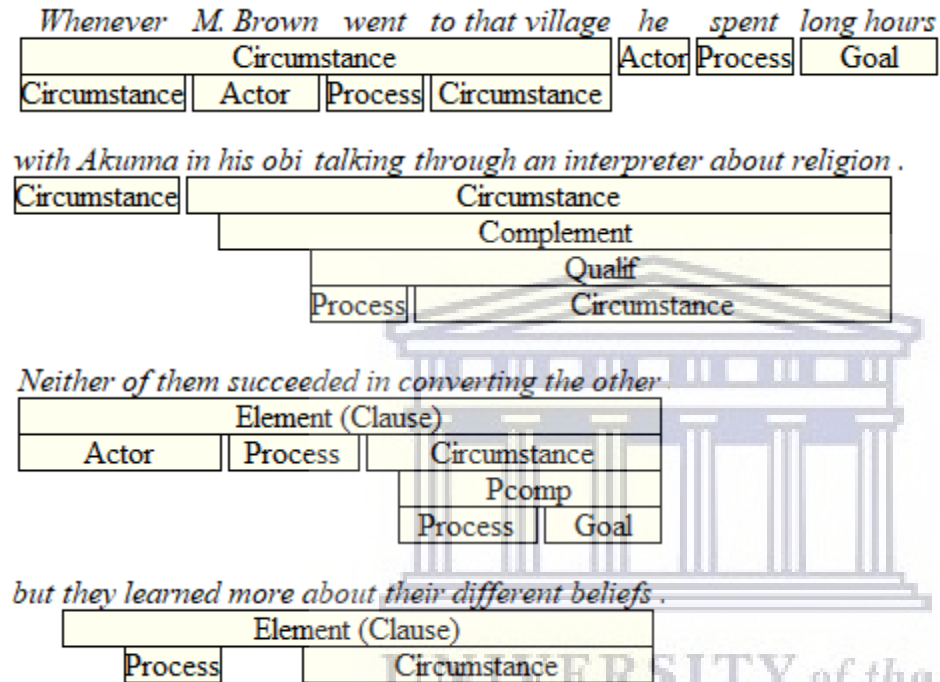 Whenever M. Brown went to that village he spent long hours
Circumstance Actor Process Goal
Circumstance Actor Process Circumstance
with Akunna in his obi talking through an interpreter about religion .
Circumstance Circumstance
Complement
Qualif
Process Circumstance
Neither of them succeeded in converting the other
Element (Clause)
Actor Process Circumstance
Pcomp
Process Goal
but they learned more about their different beliefs .
Element (Clause)
Process Circumstance
UNIVERSITY of the